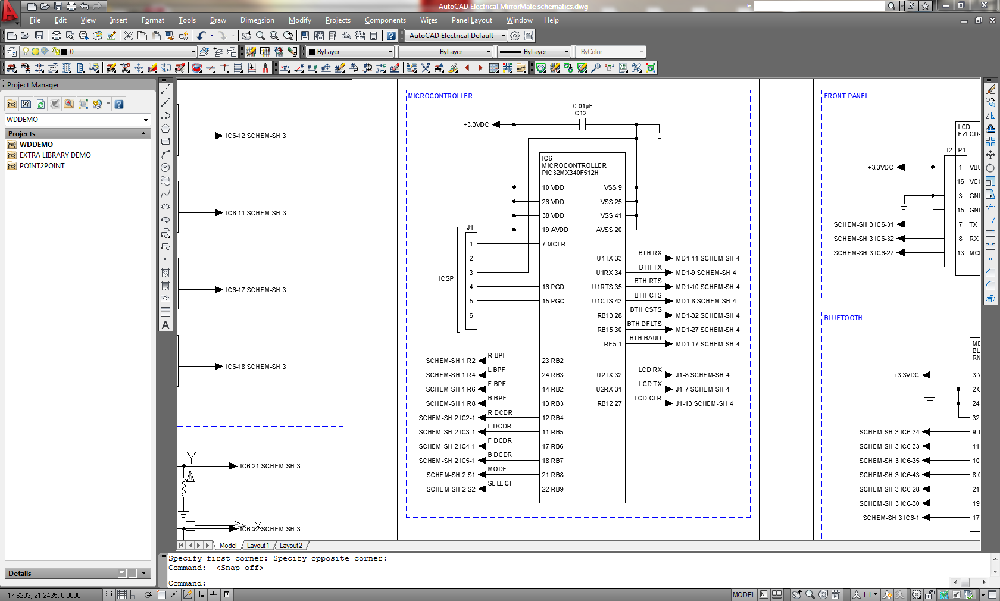 AutoCAD Electrical MirrorMate schematics.dwg
File Edit View Insert Format Tools Draw Dimension Modify Projects Components Wires Panel Layout Window Help
AutoCAD Electrical Default
0
ByLayer
ByLayer
ByLayer
ByColor
Project Manager
WDDEMO
Projects
WDDEMO
EXTRA LIBRARY DEMO
POINT2POINT
Details
IC6-12 SCHEM-SH 3
IC6-11 SCHEM-SH 3
IC6-17 SCHEM-SH 3
IC6-18 SCHEM-SH 3
Y
IC6-21 SCHEM-SH 3
X
IC6-22 SCHEM-SH 3
MICROCONTROLLER
0.01µF
C12
+3.3VDC
IC6
MICROCONTROLLER
PIC32MX340F512H
10 VDD VSS 9
26 VDD VSS 25
38 VDD VSS 41
19 AVDD AVSS 20
J1
1 7 MCLR
2
3
ICSP
4 16 PGD
5 15 PGC
6
U1TX 33 BTH RX MD1-11 SCHEM-SH 4
U1RX 34 BTH TX MD1-9 SCHEM-SH 4
U1RTS 35 BTH RTS MD1-10 SCHEM-SH 4
U1CTS 43 BTH CTS MD1-8 SCHEM-SH 4
RB13 28 BTH CSTS MD1-32 SCHEM-SH 4
RB15 30 BTH DFLTS MD1-27 SCHEM-SH 4
RE5 1 BTH BAUD MD1-17 SCHEM-SH 4
SCHEM-SH 1 R2 R BPF 23 RB2
SCHEM-SH 1 R4 L BPF 24 RB3
SCHEM-SH 1 R6 F BPF 14 RB2
SCHEM-SH 1 R8 B BPF 13 RB3
SCHEM-SH 2 IC2-1 R DCDR 12 RB4
SCHEM-SH 2 IC3-1 L DCDR 11 RB5
SCHEM-SH 2 IC4-1 F DCDR 17 RB6
SCHEM-SH 2 IC5-1 B DCDR 18 RB7
SCHEM-SH 2 S1 MODE 21 RB8
SCHEM-SH 2 S2 SELECT 22 RB9
U2TX 32 LCD RX J1-8 SCHEM-SH 4
U2RX 31 LCD TX J1-7 SCHEM-SH 4
RB12 27 LCD CLR J1-13 SCHEM-SH 4
FRONT PANEL
LCD
EZLCD-
J2 P1
+3.3VDC 1 VBU
16 VCC
3 GN
15 GN
SCHEM-SH 3 IC6-31 7 TX
SCHEM-SH 3 IC6-32 8 RX
SCHEM-SH 3 IC6-27 13 MC
BLUETOOTH
MD
BL
RN
+3.3VDC 3 V
2
24
32
SCHEM-SH 3 IC6-34 9 T
SCHEM-SH 3 IC6-33 11
SCHEM-SH 3 IC6-35 10
SCHEM-SH 3 IC6-43 8
SCHEM-SH 3 IC6-28 21
SCHEM-SH 3 IC6-30 19
SCHEM-SH 3 IC6-1 17
Model Layout1 Layout2
Specify first corner: Specify opposite corner:
Command: <Snap off>
Command:
17.6203, 21.2435, 0.0000
MODEL
1:1